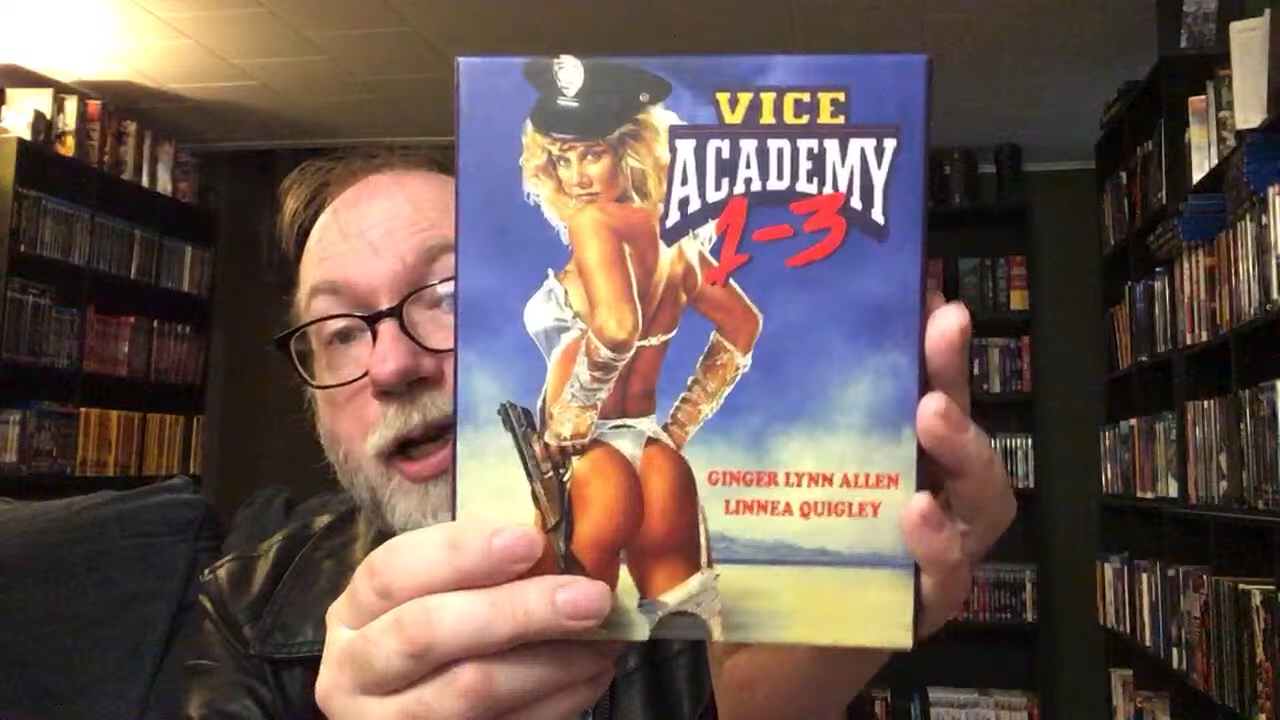 VICE
ACADEMY
1-3
GINGER LYNN ALLEN
LINNEA QUIGLEY